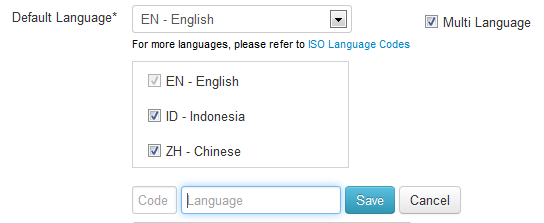 Default Language* EN - English Multi Language
For more languages, please refer to ISO Language Codes
EN - English
ID - Indonesia
ZH - Chinese
Code Language Save Cancel